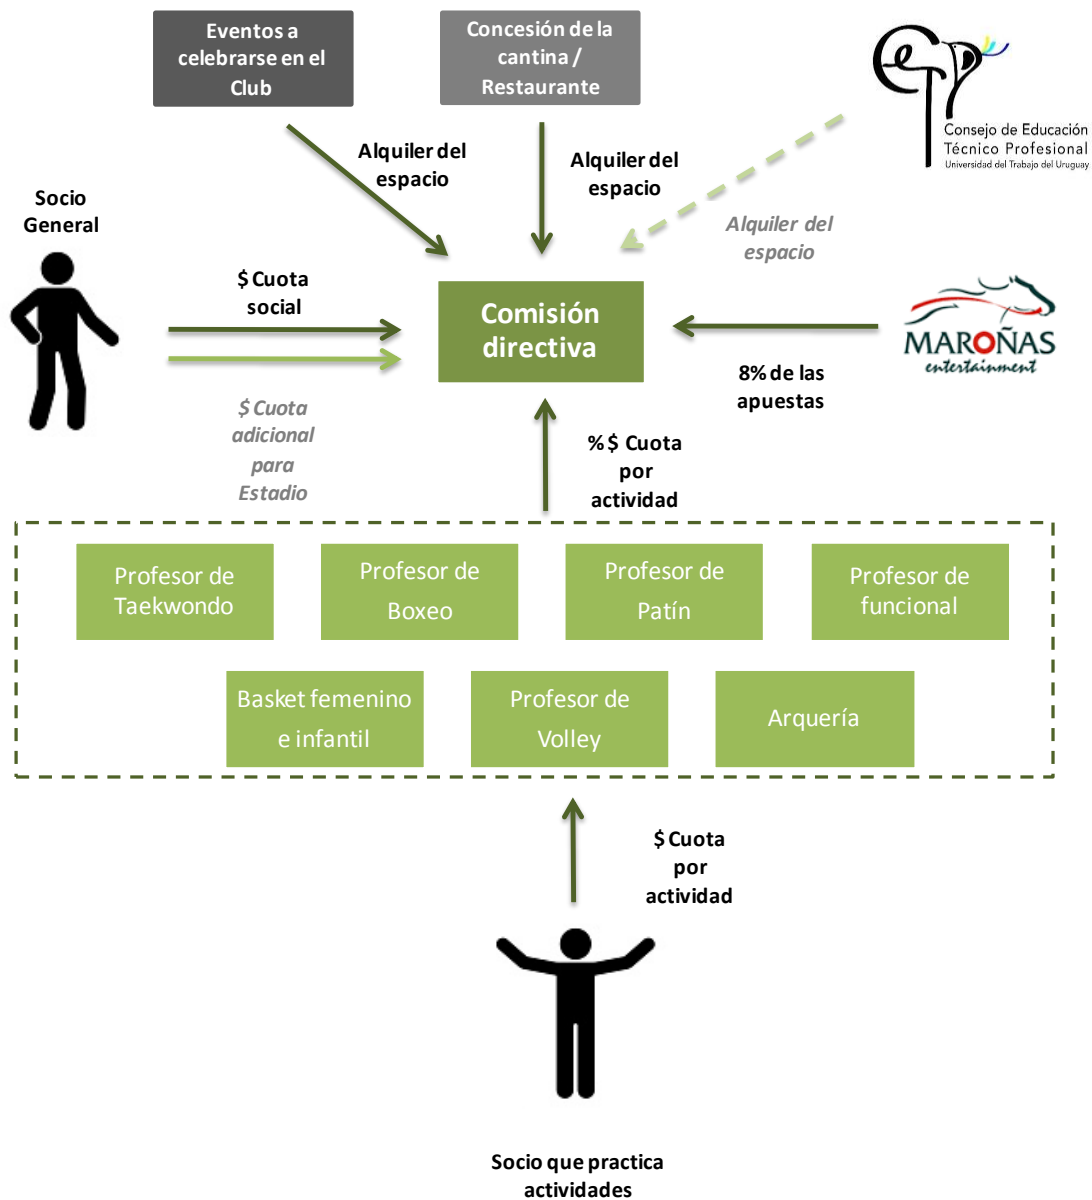 Eventos a
celebrarse en el
Club
Concesión de la
cantina /
Restaurante
Consejo de Educación
Técnico Profesional
Universidad del Trabajo del Uruguay
Alquiler del
espacio
Alquiler del
espacio
Alquiler del
espacio
Socio
General
$ Cuota
social
Comisión
directiva
MAROÑAS
entertainment
8% de las
apuestas
$ Cuota
adicional
para
Estadio
% $ Cuota
por
actividad
Profesor de
Taekwondo
Profesor de
Boxeo
Profesor de
Patín
Profesor de
funcional
Basket femenino
e infantil
Profesor de
Volley
Arquería
$ Cuota
por
actividad
Socio que practica
actividades